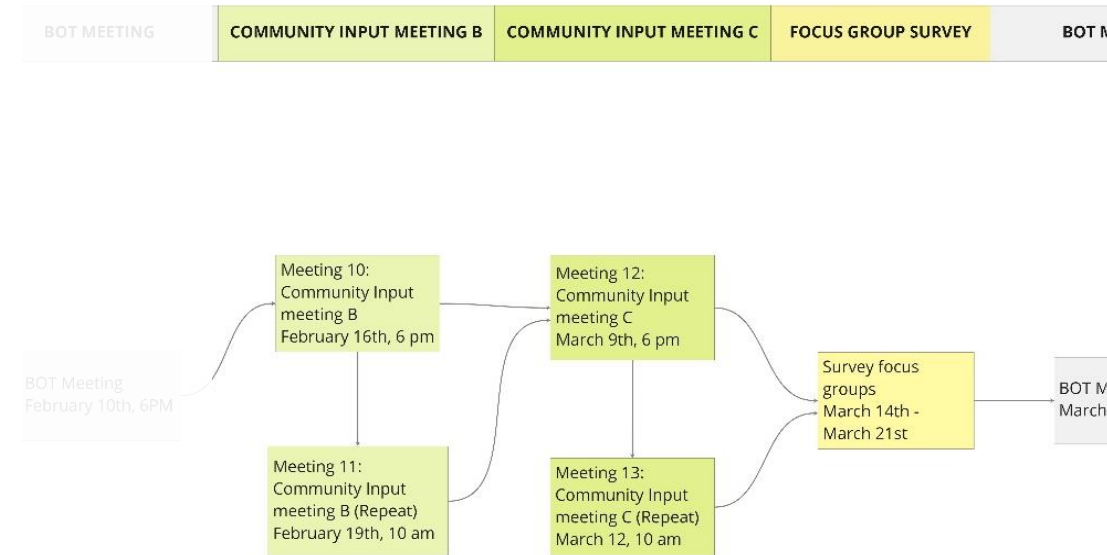 BOT MEETING
COMMUNITY INPUT MEETING B
COMMUNITY INPUT MEETING C
FOCUS GROUP SURVEY
BOT
BOT Meeting
February 10th, 6PM
Meeting 10:
Community Input
meeting B
February 16th, 6 pm
Meeting 11:
Community Input
meeting B (Repeat)
February 19th, 10 am
Meeting 12:
Community Input
meeting C
March 9th, 6 pm
Meeting 13:
Community Input
meeting C (Repeat)
March 12, 10 am
Survey focus
groups
March 14th -
March 21st
BOT
March